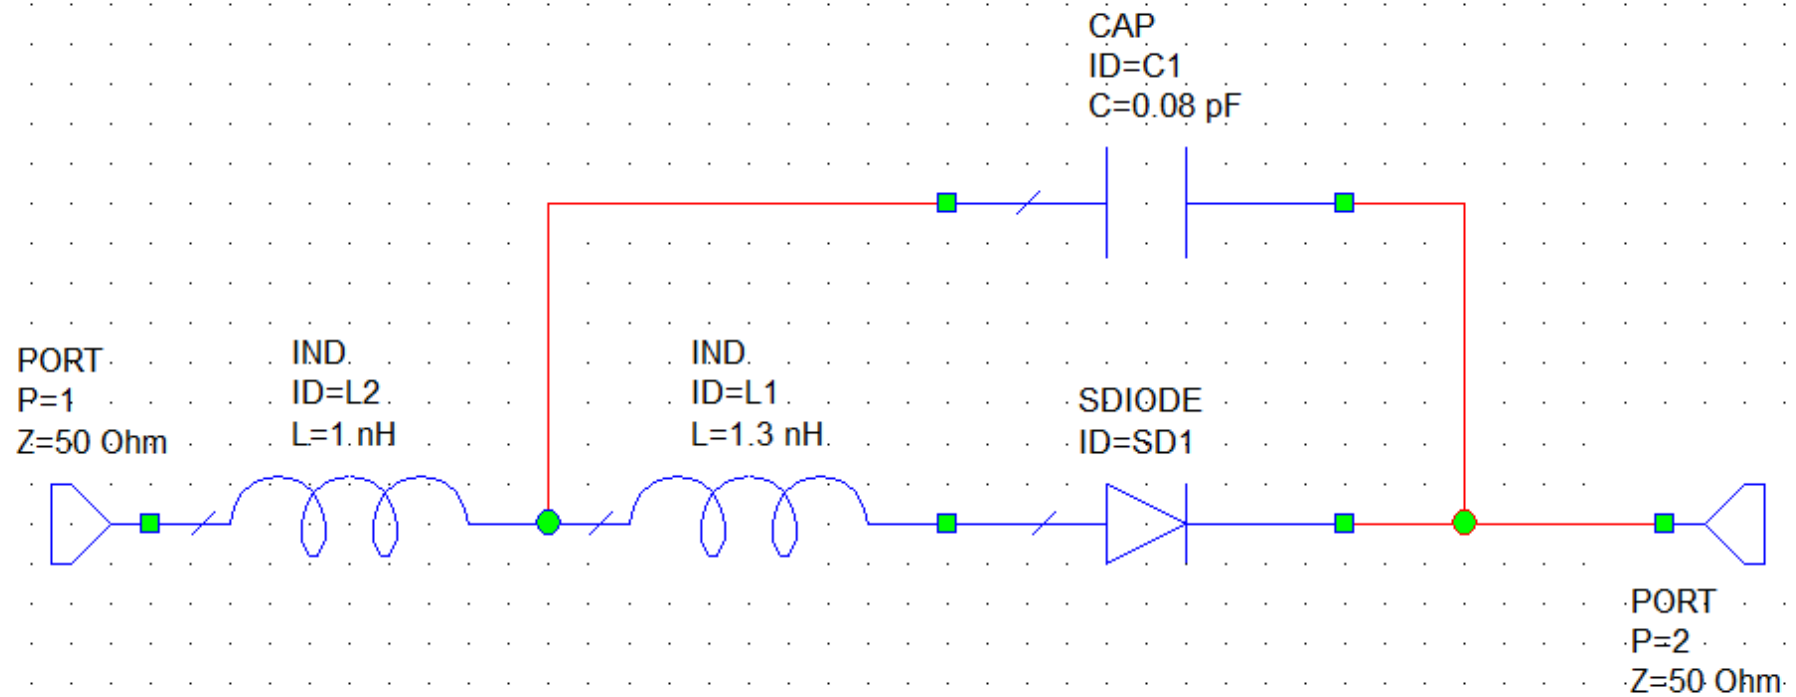 CAP
ID=C1
C=0.08 pF
PORT
P=1
Z=50 Ohm
IND
ID=L2
L=1 nH
IND
ID=L1
L=1.3 nH
SDIODE
ID=SD1
PORT
P=2
Z=50 Ohm